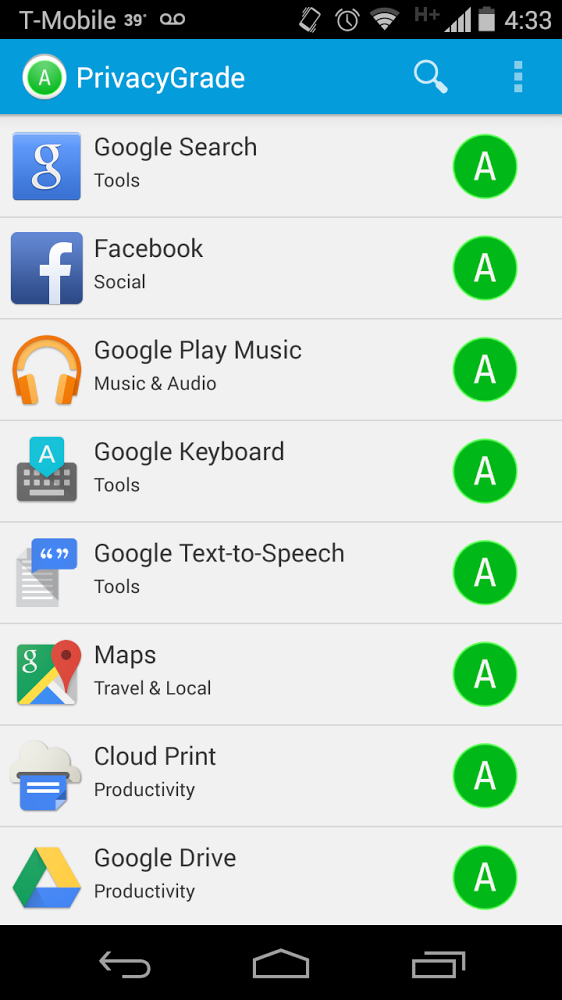 T-Mobile 39° H+ 4:33
A PrivacyGrade
g Google Search A
Tools
f Facebook A
Social
Google Play Music A
Music & Audio
A Google Keyboard A
Tools
“ ” Google Text-to-Speech A
Tools
g Maps A
Travel & Local
Cloud Print A
Productivity
Google Drive A
Productivity